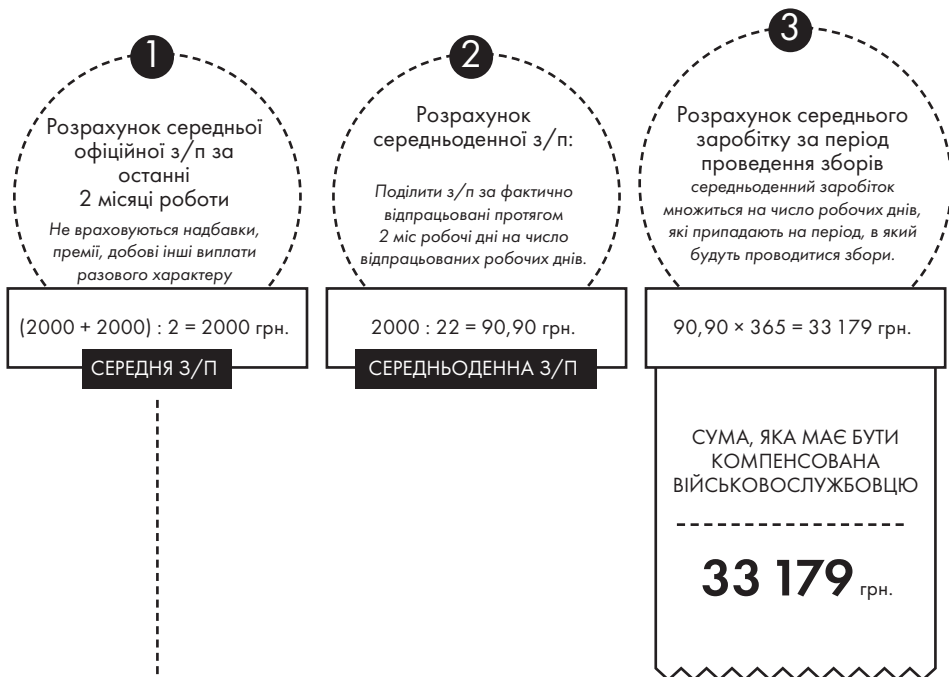 1
Розрахунок середньої
офіційної з/п за
останні
2 місяці роботи
Не враховуються надбавки,
премії, добові інші виплати
разового характеру
(2000 + 2000) : 2 = 2000 грн.
СЕРЕДНЯ З/П
2
Розрахунок
середньоденної з/п:
Поділити з/п за фактично
відпрацьовані протягом
2 міс робочі дні на число
відпрацьованих робочих днів.
2000 : 22 = 90,90 грн.
СЕРЕДНЬОДЕННА З/П
3
Розрахунок середнього
заробітку за період
проведення зборів
середньоденний заробіток
множиться на число робочих днів,
які припадають на період, в який
будуть проводитися збори.
90,90 × 365 = 33 179 грн.
СУМА, ЯКА МАЄ БУТИ
КОМПЕНСОВАНА
ВІЙСЬКОВОСЛУЖБОВЦЮ
33 179 грн.